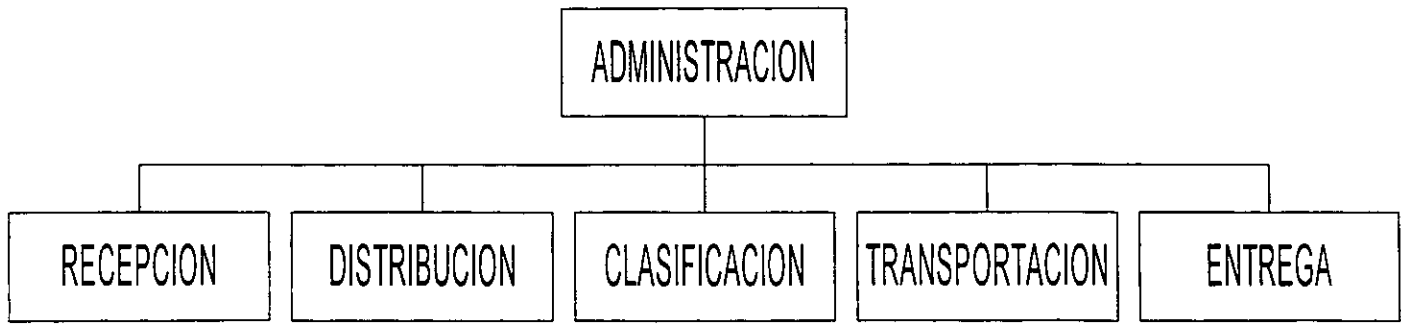 ADMINISTRACION
RECEPCION
DISTRIBUCION
CLASIFICACION
TRANSPORTACION
ENTREGA